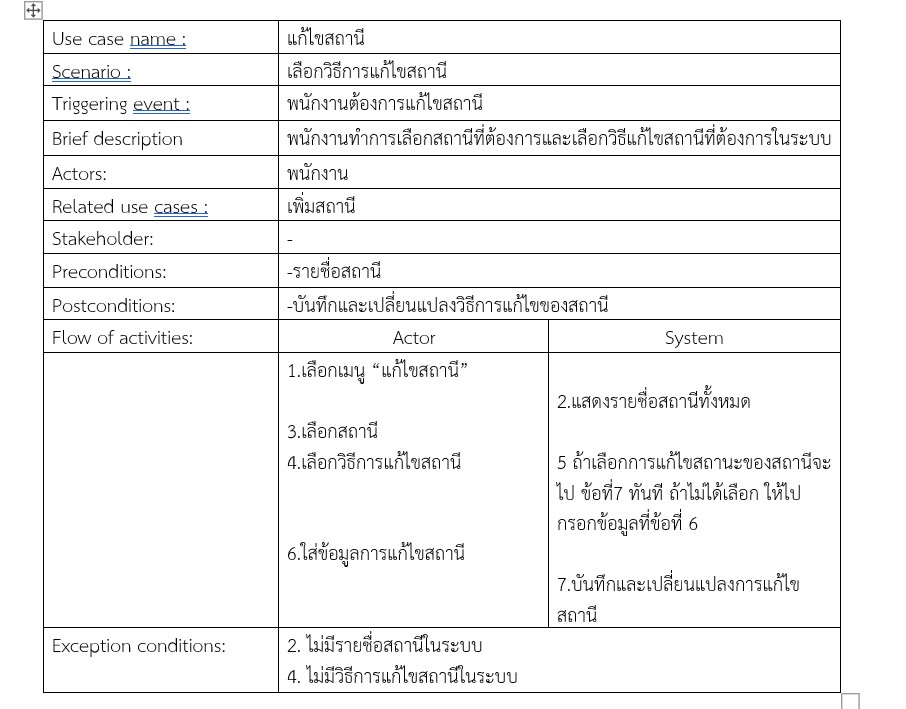 Use case name : แก้ไขสถานี
Scenario : เลือกวิธีการแก้ไขสถานี
Triggering event : พนักงานต้องการแก้ไขสถานี
Brief description พนักงานทำการเลือกสถานีที่ต้องการและเลือกวิธีแก้ไขสถานีที่ต้องการในระบบ
Actors: พนักงาน
Related use cases : เพิ่มสถานี
Stakeholder: -
Preconditions: -รายชื่อสถานี
Postconditions: -บันทึกและเปลี่ยนแปลงวิธีการแก้ไขของสถานี
Flow of activities: Actor System
1.เลือกเมนู “แก้ไขสถานี”
2.แสดงรายชื่อสถานีทั้งหมด
3.เลือกสถานี
4.เลือกวิธีการแก้ไขสถานี
5 ถ้าเลือกการแก้ไขสถานะของสถานีจะ
ไป ข้อที่7 ทันที ถ้าไม่ได้เลือก ให้ไป
กรอกข้อมูลที่ข้อที่ 6
6.ใส่ข้อมูลการแก้ไขสถานี
7.บันทึกและเปลี่ยนแปลงการแก้ไข
สถานี
Exception conditions: 2. ไม่มีรายชื่อสถานีในระบบ
4. ไม่มีวิธีการแก้ไขสถานีในระบบ